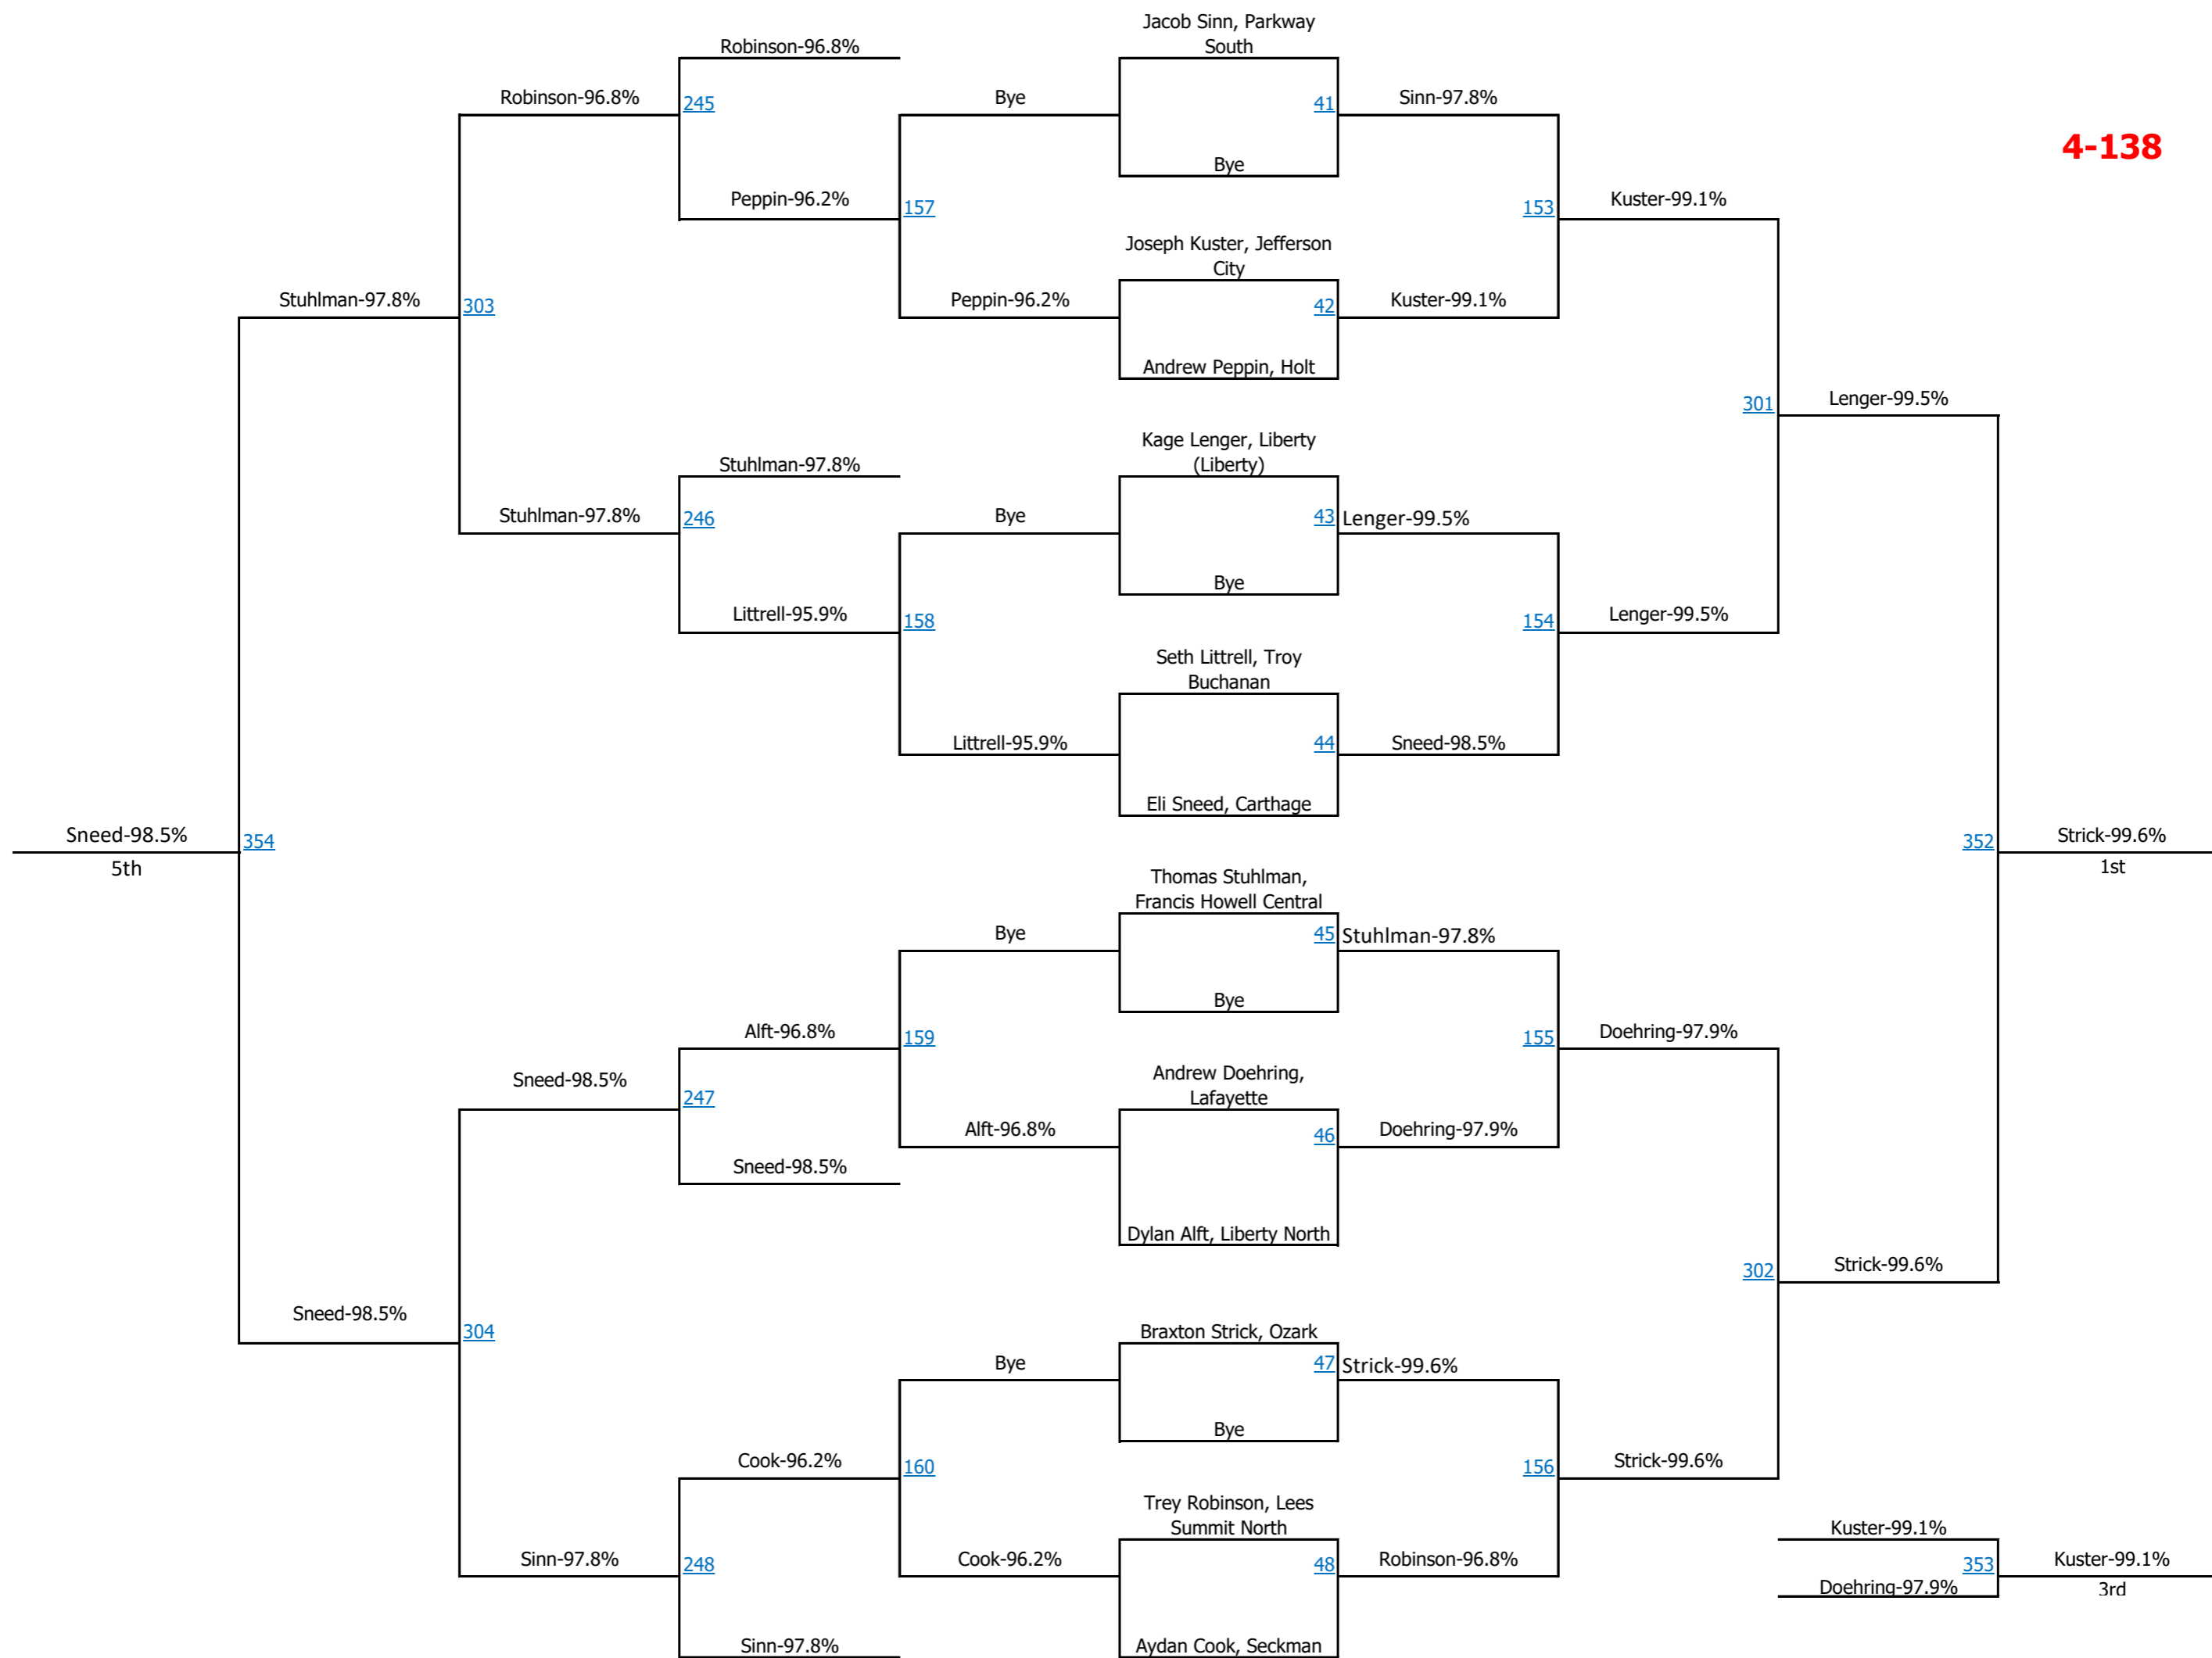 Jacob Sinn, Parkway
South
Robinson-96.8%
Robinson-96.8%
245
Bye
41
Sinn-97.8%
4-138
Bye
Peppin-96.2%
157
153
Kuster-99.1%
Joseph Kuster, Jefferson
City
Stuhlman-97.8%
303
Peppin-96.2%
42
Kuster-99.1%
Andrew Peppin, Holt
301
Lenger-99.5%
Kage Lenger, Liberty
(Liberty)
Stuhlman-97.8%
Stuhlman-97.8%
246
Bye
43
Lenger-99.5%
Bye
Littrell-95.9%
158
154
Lenger-99.5%
Seth Littrell, Troy
Buchanan
Littrell-95.9%
44
Sneed-98.5%
Eli Sneed, Carthage
Sneed-98.5%
354
5th
352
Strick-99.6%
1st
Thomas Stuhlman,
Francis Howell Central
Bye
45
Stuhlman-97.8%
Bye
Alft-96.8%
159
155
Doehring-97.9%
Sneed-98.5%
247
Andrew Doehring,
Lafayette
Alft-96.8%
46
Doehring-97.9%
Sneed-98.5%
Dylan Alft, Liberty North
302
Strick-99.6%
Sneed-98.5%
304
Braxton Strick, Ozark
Bye
47
Strick-99.6%
Bye
Cook-96.2%
160
156
Strick-99.6%
Trey Robinson, Lees
Summit North
Kuster-99.1%
Sinn-97.8%
248
Cook-96.2%
48
Robinson-96.8%
353
Kuster-99.1%
Doehring-97.9%
3rd
Sinn-97.8%
Aydan Cook, Seckman